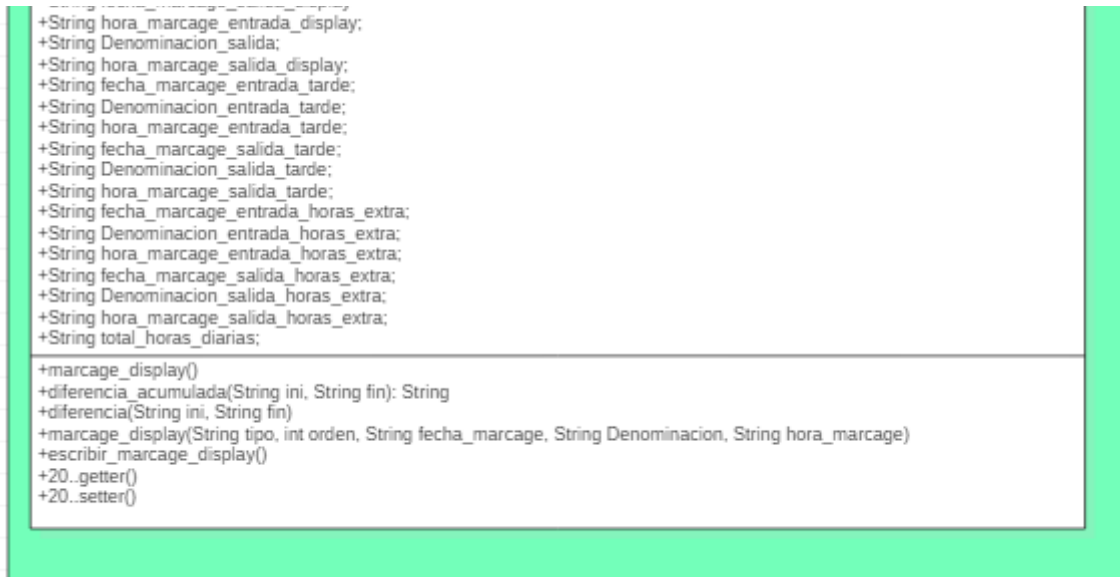 +String hora_marcage_entrada_display;
+String Denominacion_salida;
+String hora_marcage_salida_display;
+String fecha_marcage_entrada_tarde;
+String Denominacion_entrada_tarde;
+String hora_marcage_entrada_tarde;
+String fecha_marcage_salida_tarde;
+String Denominacion_salida_tarde;
+String hora_marcage_salida_tarde;
+String fecha_marcage_entrada_horas_extra;
+String Denominacion_entrada_horas_extra;
+String hora_marcage_entrada_horas_extra;
+String fecha_marcage_salida_horas_extra;
+String Denominacion_salida_horas_extra;
+String hora_marcage_salida_horas_extra;
+String total_horas_diarias;
+marcage_display()
+diferencia_acumulada(String ini, String fin): String
+diferencia(String ini, String fin)
+marcage_display(String tipo, int orden, String fecha_marcage, String Denominacion, String hora_marcage)
+escribir_marcage_display()
+20..getter()
+20..setter()